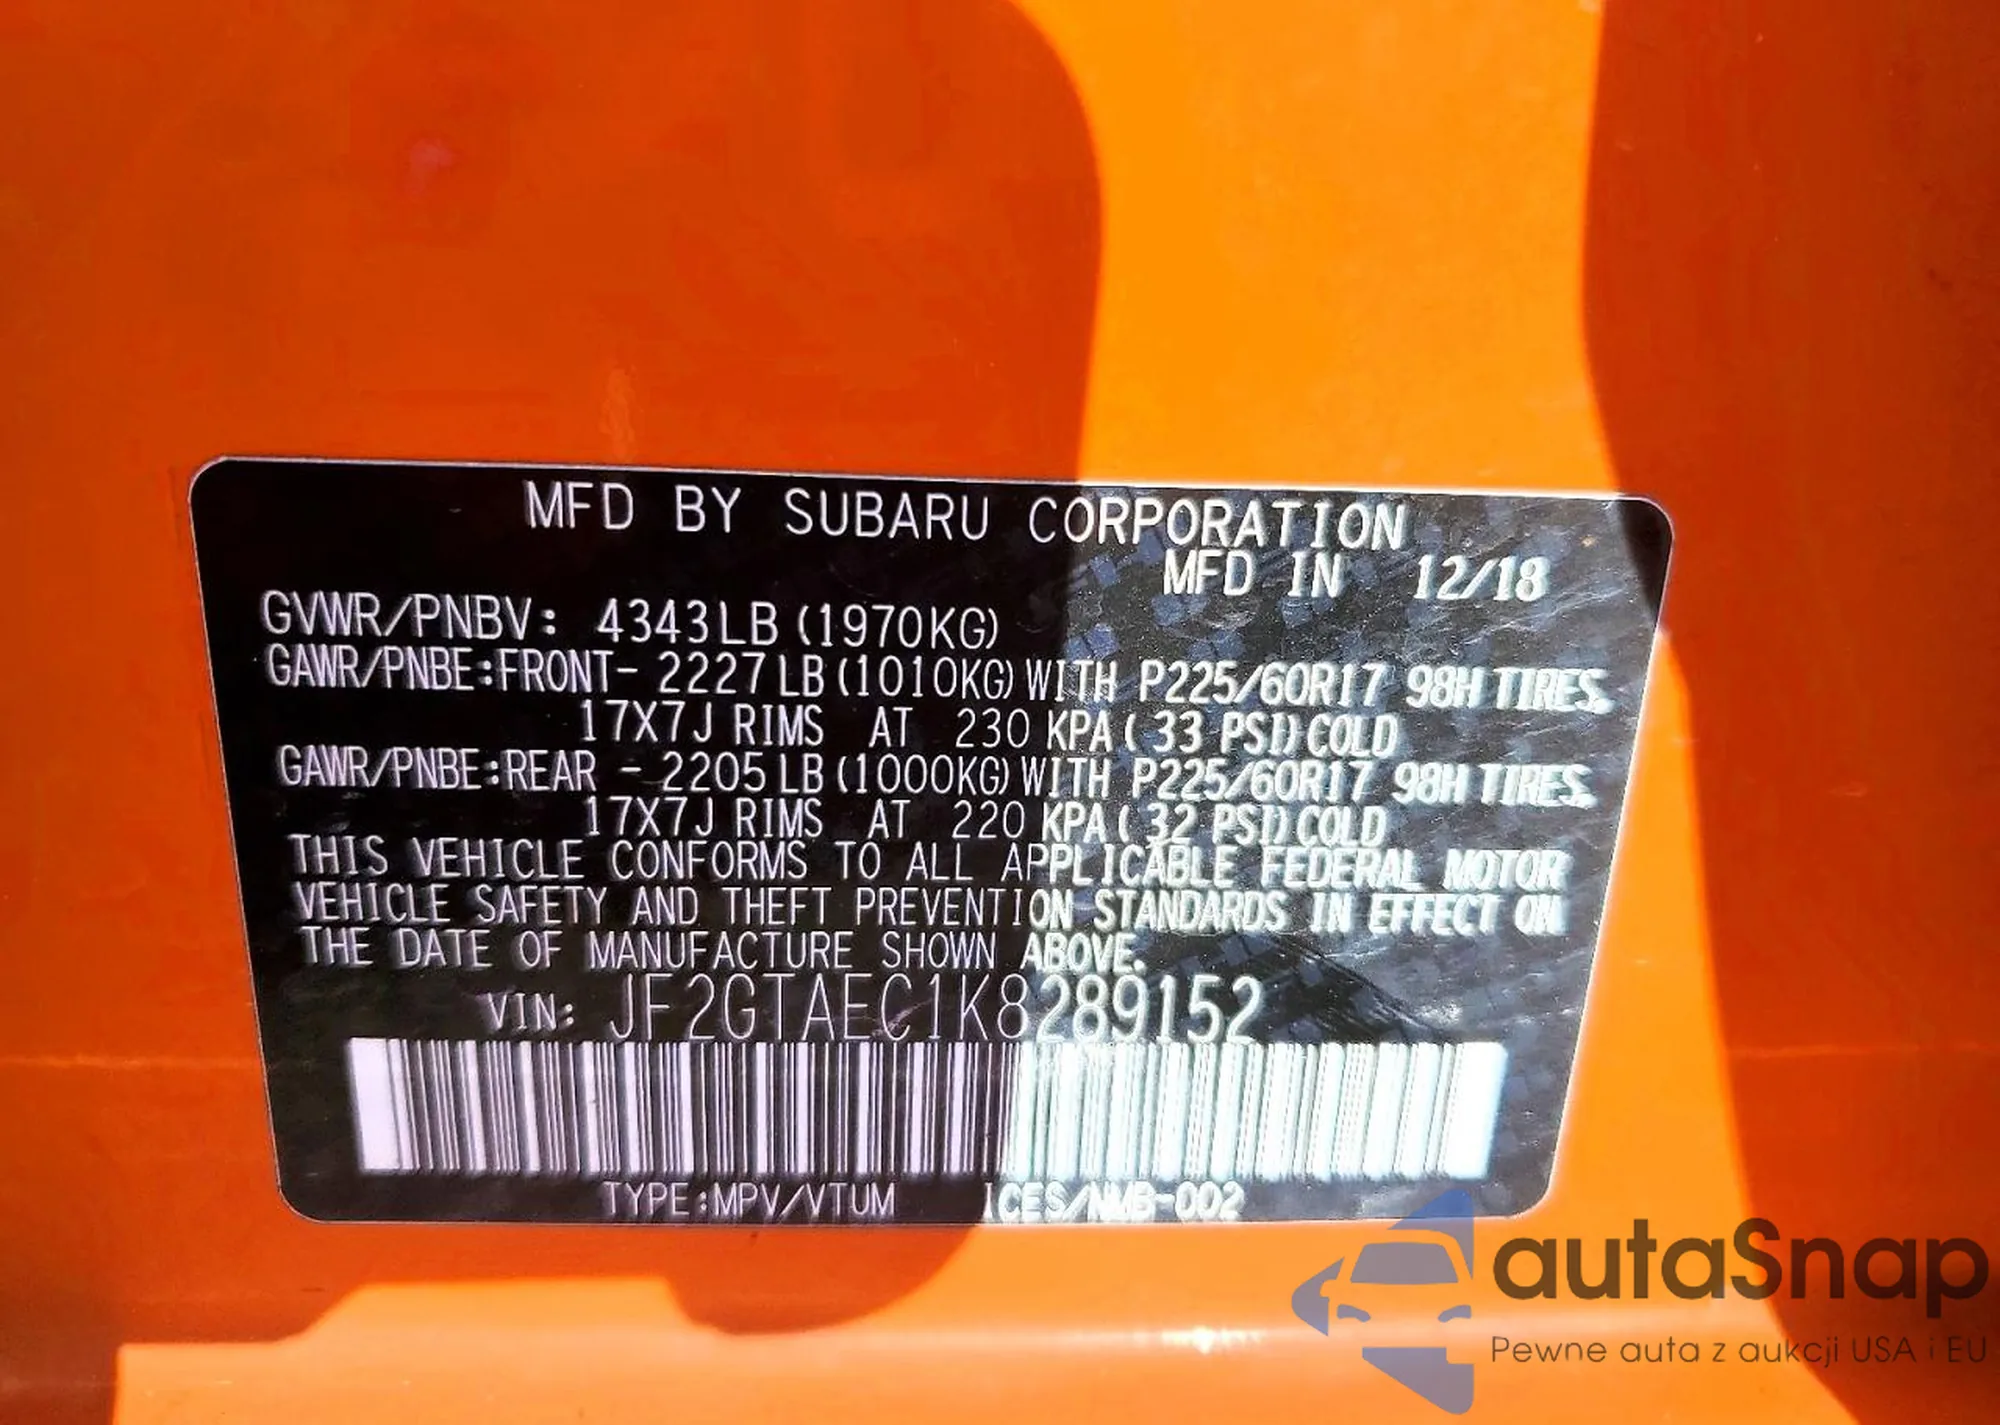 MFD BY SUBARU CORPORATION
MFD IN 12/18
GVWR/PNBV: 4343LB (1970KG)
GAWR/PNBE:FRONT- 2227LB (1010KG) WITH P225/60R17 98H TIRES.
17X7J RIMS AT 230 KPA ( 33 PSI) COLD
GAWR/PNBE:REAR - 2205LB (1000KG) WITH P225/60R17 98H TIRES.
17X7J RIMS AT 220 KPA ( 32 PSI) COLD
THIS VEHICLE CONFORMS TO ALL APPLICABLE FEDERAL MOTOR
VEHICLE SAFETY AND THEFT PREVENTION STANDARDS IN EFFECT ON
THE DATE OF MANUFACTURE SHOWN ABOVE.
VIN: JF2GTAEC1K8289152
TYPE:MPV/VTUM ICES/NMB-002
autaSnap
Pewne auta z aukcji USA i EU